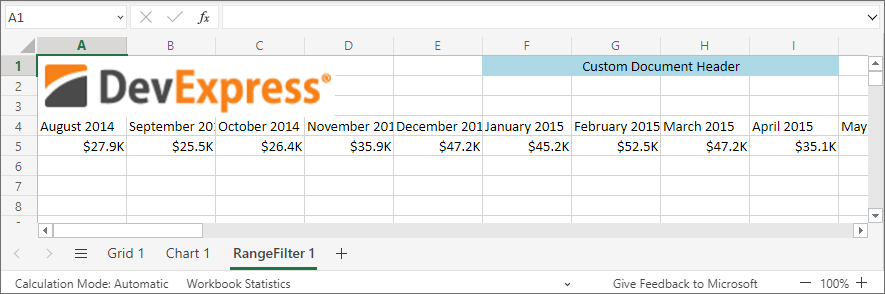 A1 fx
A B C D E F G H I
1 Custom Document Header
DevExpress®
2
3
4 August 2014 September 201 October 2014 November 201 December 201 January 2015 February 2015 March 2015 April 2015 May
5 $27.9K $25.5K $26.4K $35.9K $47.2K $45.2K $52.5K $47.2K $35.1K
6
7
8
Grid 1 Chart 1 RangeFilter 1 +
Calculation Mode: Automatic Workbook Statistics Give Feedback to Microsoft — 100% +